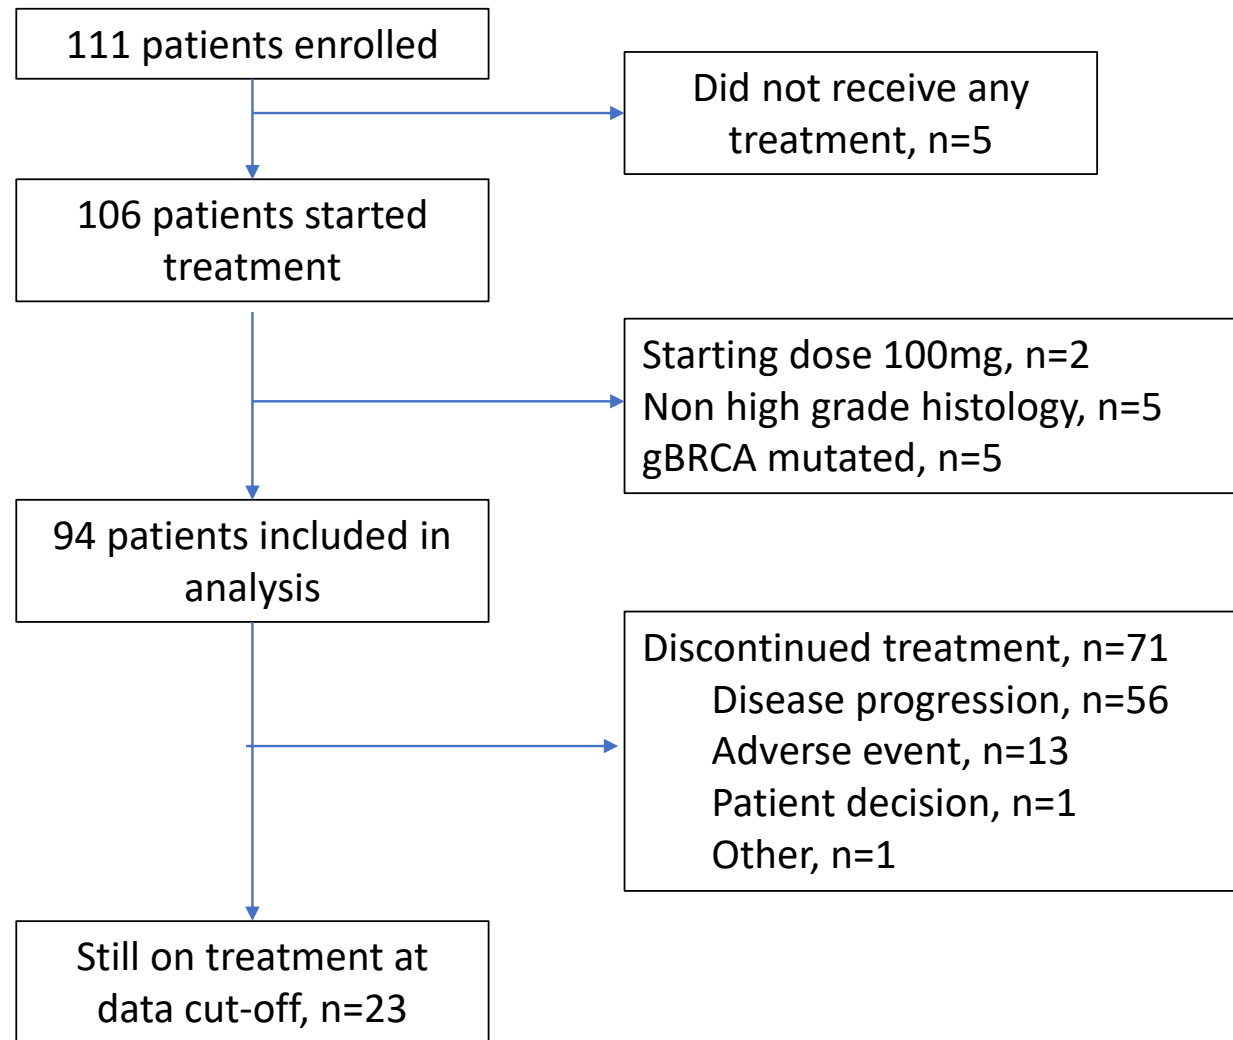 111 patients enrolled
Did not receive any
treatment, n=5
106 patients started
treatment
Starting dose 100mg, n=2
Non high grade histology, n=5
gBRCA mutated, n=5
94 patients included in
analysis
Discontinued treatment, n=71
Disease progression, n=56
Adverse event, n=13
Patient decision, n=1
Other, n=1
Still on treatment at
data cut-off, n=23